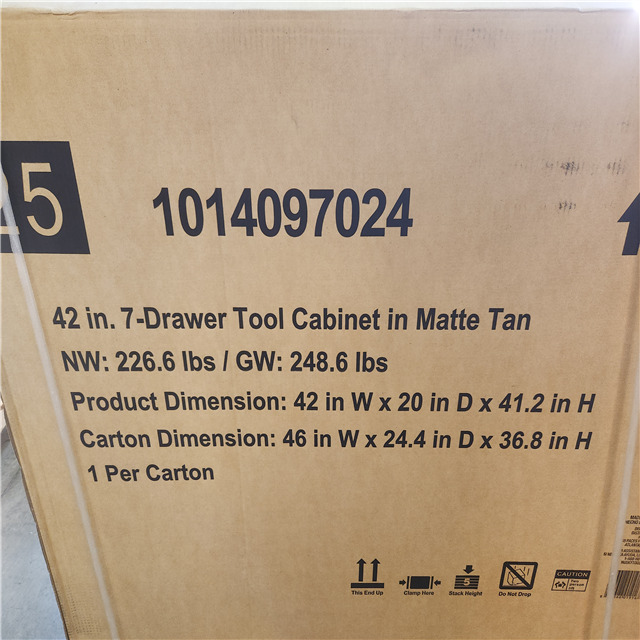 25
1014097024
42 in. 7-Drawer Tool Cabinet in Matte Tan
NW: 226.6 lbs / GW: 248.6 lbs
Product Dimension: 42 in W x 20 in D x 41.2 in H
Carton Dimension: 46 in W x 24.4 in D x 36.8 in H
1 Per Carton
This End Up
Clamp Here
5
Stack Height
Do Not Drop
CAUTION